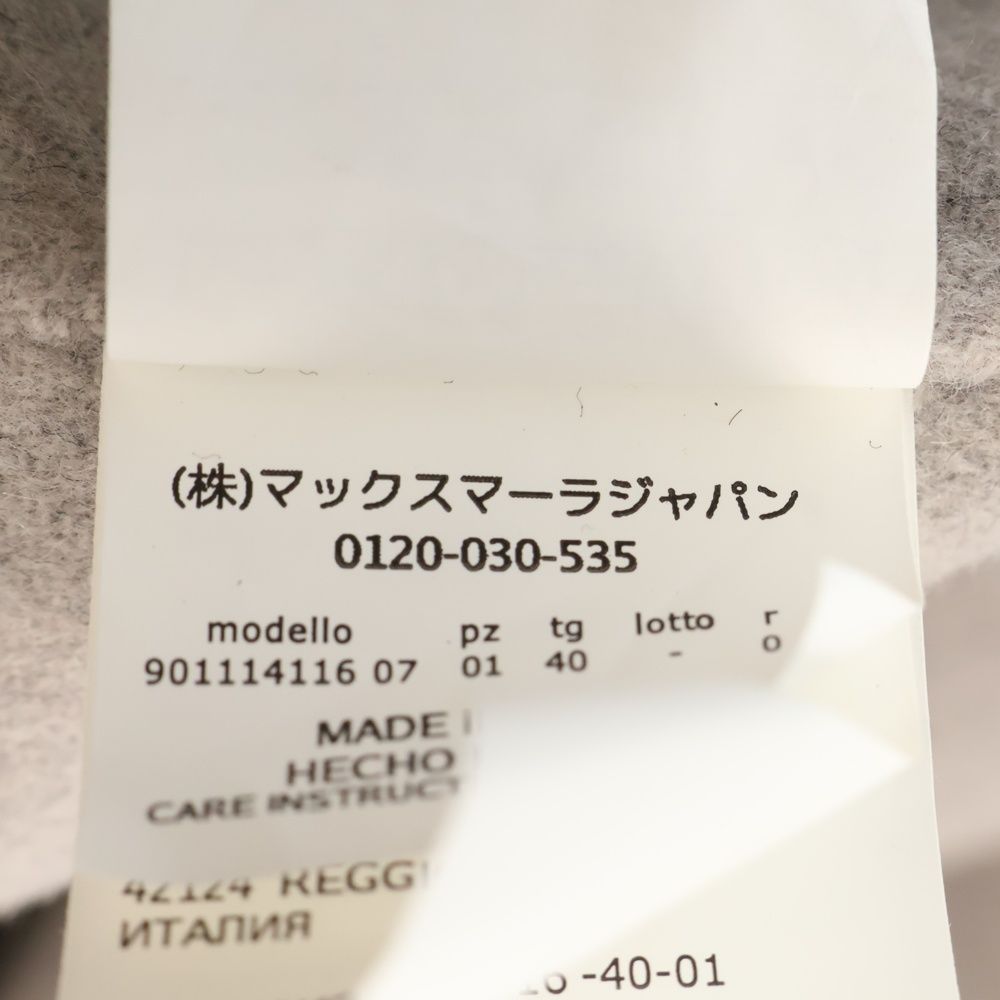 (株)マックスマーラジャパン
0120-030-535
modello pz tg lotto r
901114116 07 01 40 - 0
MADE
HECHO
CARE
42124
ИТАЛИЯ
-40-01